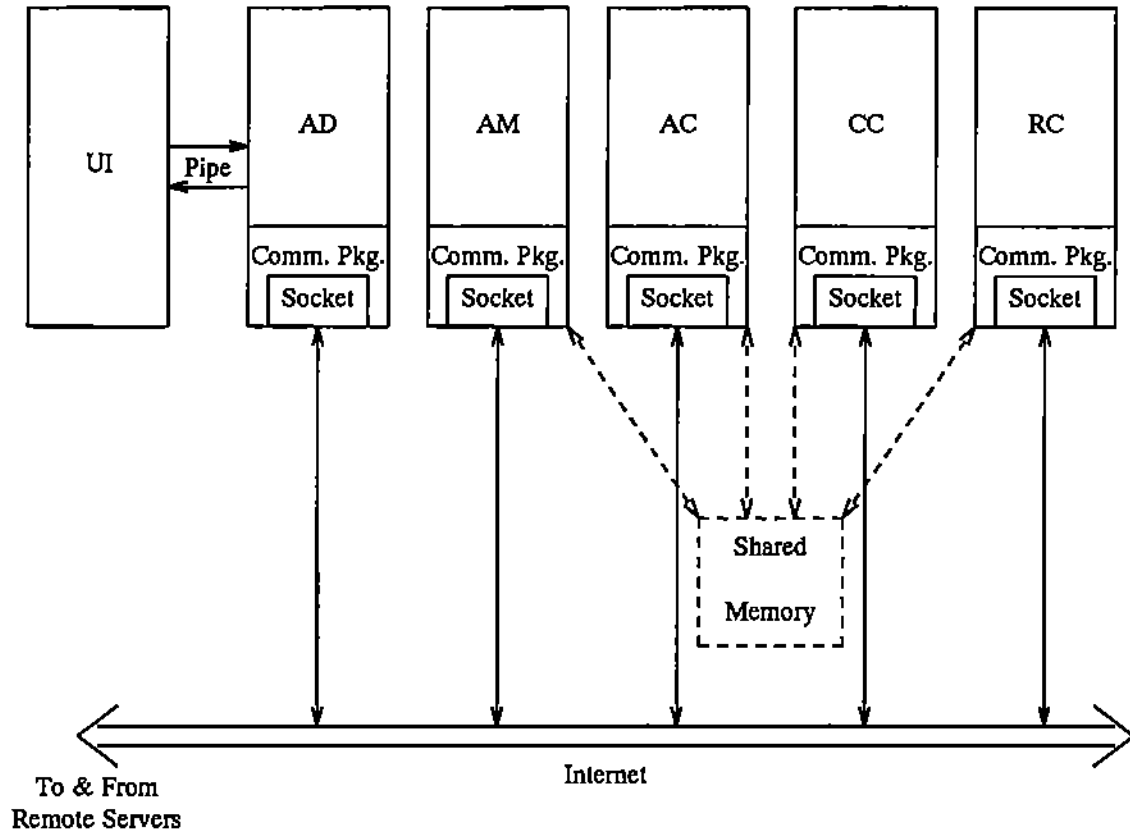 UI
AD
AM
AC
CC
RC
Pipe
Comm. Pkg.
Comm. Pkg.
Comm. Pkg.
Comm. Pkg.
Comm. Pkg.
Socket
Socket
Socket
Socket
Socket
Shared
Memory
Internet
To & From
Remote Servers